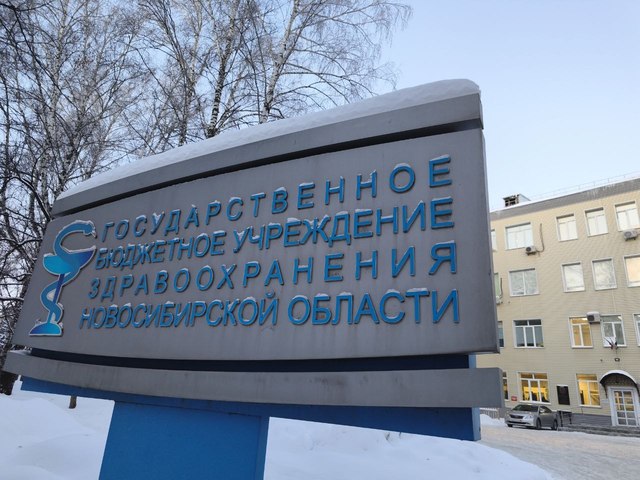 ГОСУДАРСТВЕННОЕ
БЮДЖЕТНОЕ УЧРЕЖДЕНИЕ
ЗДРАВООХРАНЕНИЯ
НОВОСИБИРСКОЙ ОБЛАСТИ